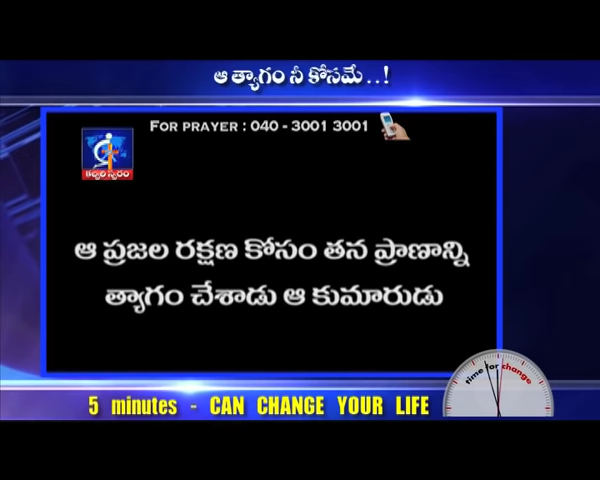 ఆ త్యాగం నీ కోసమే..!
FOR PRAYER : 040 - 3001 3001
ఆ ప్రజల రక్షణ కోసం తన ప్రాణాన్ని
త్యాగం చేశాడు ఆ కుమారుడు
time for change
5 minutes - CAN CHANGE YOUR LIFE